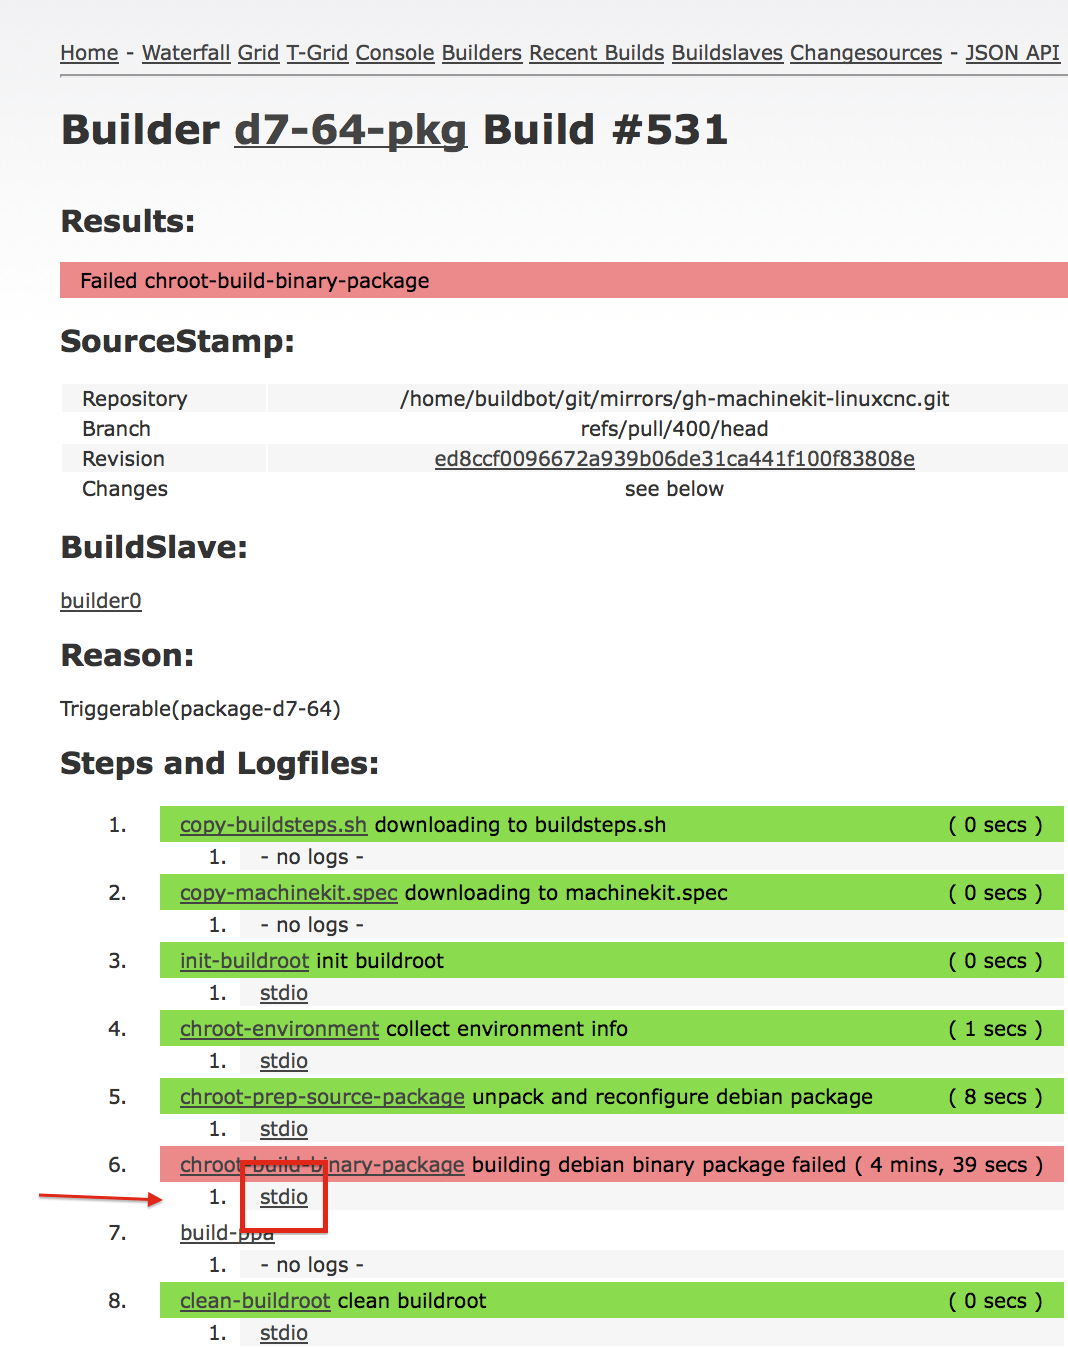 Home - Waterfall Grid T-Grid Console Builders Recent Builds Buildslaves Changesources - JSON API
Builder d7-64-pkg Build #531
Results:
Failed chroot-build-binary-package
SourceStamp:
Repository /home/buildbot/git/mirrors/gh-machinekit-linuxcnc.git
Branch refs/pull/400/head
Revision ed8ccf0096672a939b06de31ca441f100f83808e
Changes see below
BuildSlave:
builder0
Reason:
Triggerable(package-d7-64)
Steps and Logfiles:
1. copy-buildsteps.sh downloading to buildsteps.sh ( 0 secs )
1. - no logs -
2. copy-machinekit.spec downloading to machinekit.spec ( 0 secs )
1. - no logs -
3. init-buildroot init buildroot ( 0 secs )
1. stdio
4. chroot-environment collect environment info ( 1 secs )
1. stdio
5. chroot-prep-source-package unpack and reconfigure debian package ( 8 secs )
1. stdio
6. chroot-build-binary-package building debian binary package failed ( 4 mins, 39 secs )
1. stdio
7. build-ppa
1. - no logs -
8. clean-buildroot clean buildroot ( 0 secs )
1. stdio